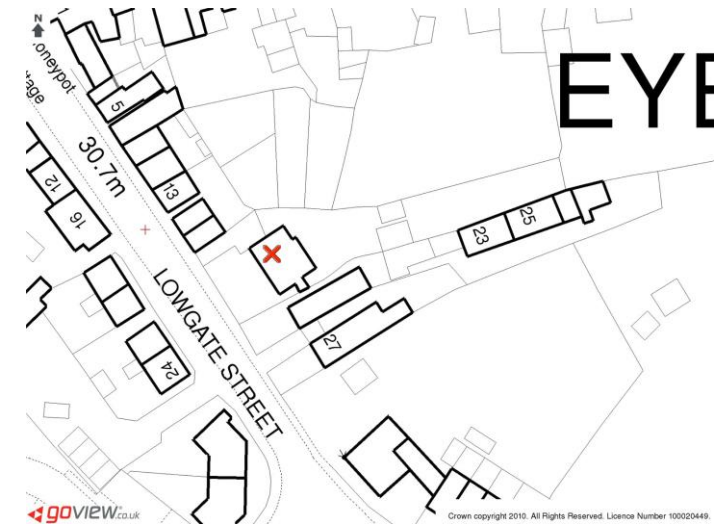 N
oneypot
tage
5
30.7m
12
16
13
EYE
23
25
LOWGATE STREET
27
24
goview.co.uk
Crown copyright 2010. All Rights Reserved. Licence Number 100020449.